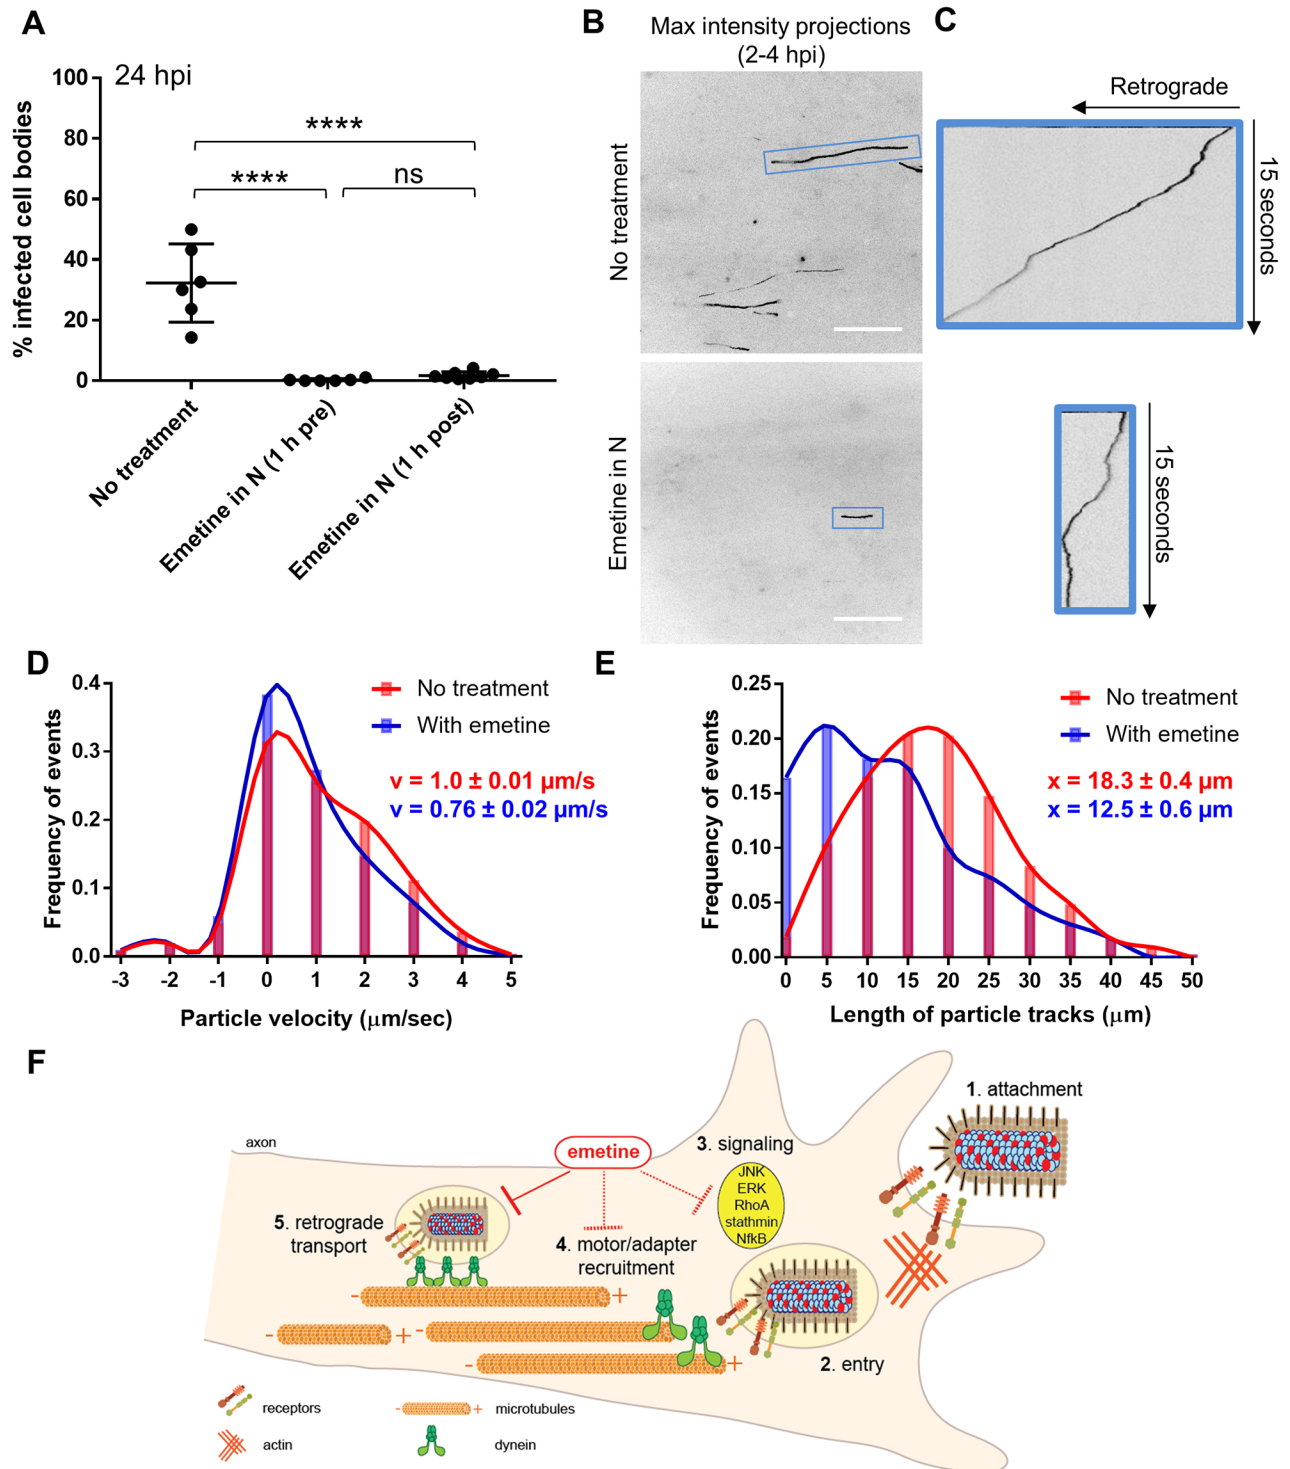 A
24 hpi
% infected cell bodies
100
80
60
40
20
0
****
****
ns
No treatment
Emetine in N (1 h pre)
Emetine in N (1 h post)
B
Max intensity projections
(2-4 hpi)
No treatment
Emetine in N
C
Retrograde
15 seconds
15 seconds
D
Frequency of events
0.4
0.3
0.2
0.1
0.0
No treatment
With emetine
v = 1.0 ± 0.01 µm/s
v = 0.76 ± 0.02 µm/s
-3 -2 -1 0 1 2 3 4 5
Particle velocity (µm/sec)
E
Frequency of events
0.25
0.20
0.15
0.10
0.05
0.00
No treatment
With emetine
x = 18.3 ± 0.4 µm
x = 12.5 ± 0.6 µm
0 5 10 15 20 25 30 35 40 45 50
Length of particle tracks (µm)
F
axon
1. attachment
emetine
3. signaling
JNK
ERK
RhoA
stathmin
NfkB
5. retrograde
transport
4. motor/adapter
recruitment
- +
- + -
- +
2. entry
receptors
- + microtubules
actin
dynein